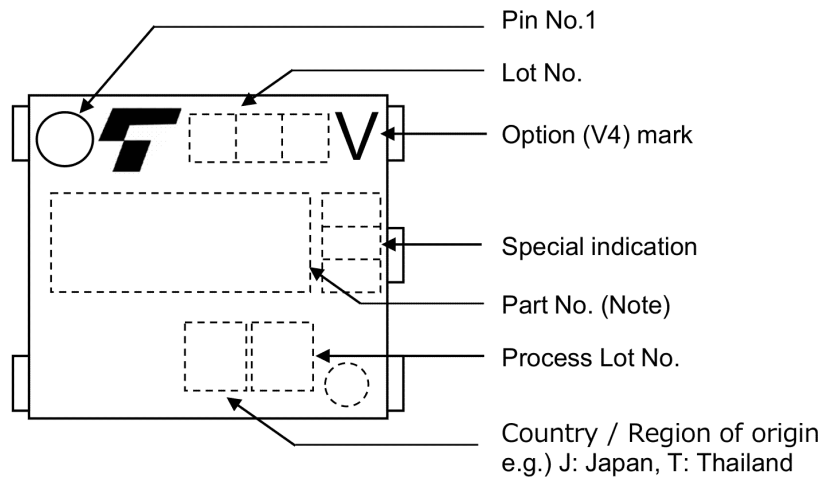 Pin No.1
Lot No.
V
Option (V4) mark
Special indication
Part No. (Note)
Process Lot No.
Country / Region of origin
e.g.) J: Japan, T: Thailand